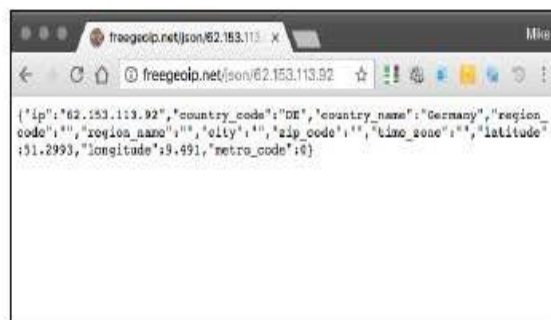 freegeoip.net/json/62.153.113 x
Mike
freegeoip.net/json/62.153.113.92
{"ip":"62.153.113.92","country_code":"DE","country_name":"Germany","region_
code":"","region_name":"","city":"","zip_code":"","time_zone":"","latitude"
:51.2993,"longitude":9.491,"metro_code":0}